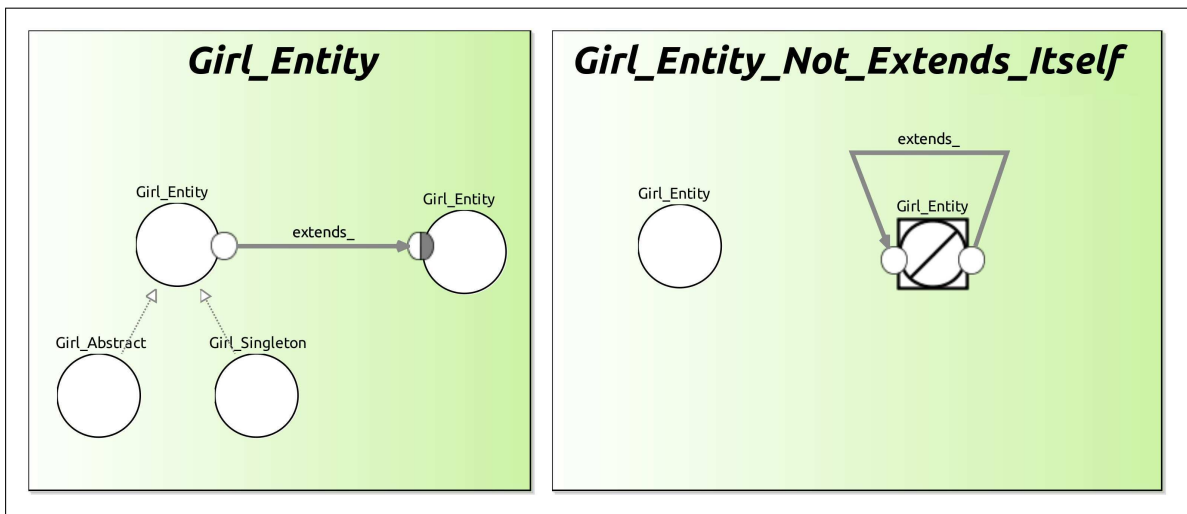 Girl_Entity
Girl_Entity
Girl_Entity
extends_
Girl_Abstract
Girl_Singleton
Girl_Entity_Not_Extends_Itself
extends_
Girl_Entity
Girl_Entity